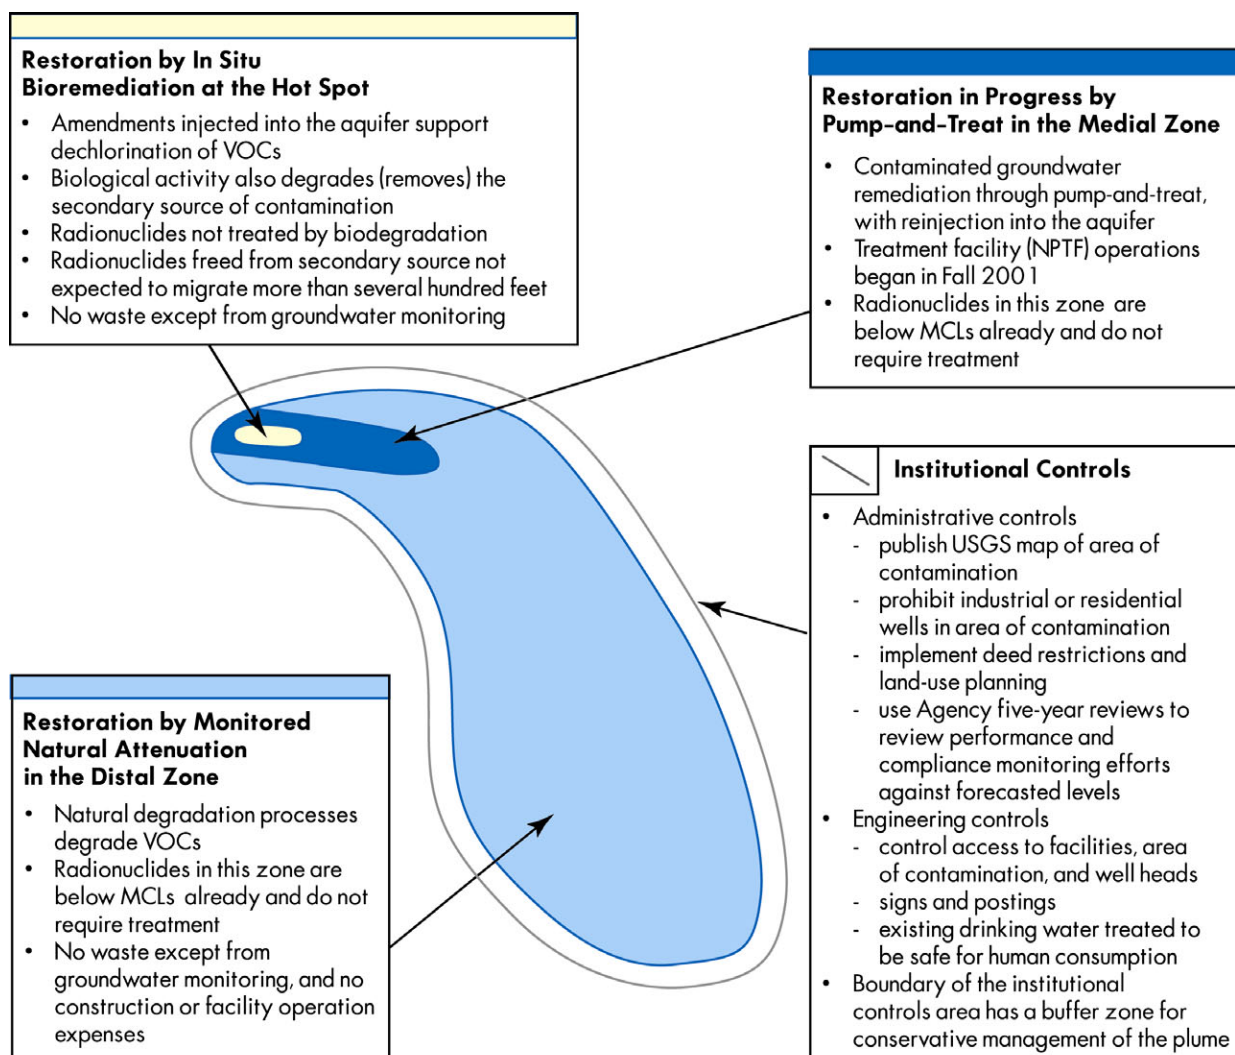 Restoration by In Situ
Bioremediation at the Hot Spot
• Amendments injected into the aquifer support
dechlorination of VOCs
• Biological activity also degrades (removes) the
secondary source of contamination
• Radionuclides not treated by biodegradation
• Radionuclides freed from secondary source not
expected to migrate more than several hundred feet
• No waste except from groundwater monitoring
Restoration in Progress by
Pump-and-Treat in the Medial Zone
• Contaminated groundwater
remediation through pump-and-treat,
with reinjection into the aquifer
• Treatment facility (NPTF) operations
began in Fall 2001
• Radionuclides in this zone are
below MCLs already and do not
require treatment
Institutional Controls
• Administrative controls
- publish USGS map of area of
contamination
- prohibit industrial or residential
wells in area of contamination
- implement deed restrictions and
land-use planning
- use Agency five-year reviews to
review performance and
compliance monitoring efforts
against forecasted levels
• Engineering controls
- control access to facilities, area
of contamination, and well heads
- signs and postings
- existing drinking water treated to
be safe for human consumption
• Boundary of the institutional
controls area has a buffer zone for
conservative management of the plume
Restoration by Monitored
Natural Attenuation
in the Distal Zone
• Natural degradation processes
degrade VOCs
• Radionuclides in this zone are
below MCLs already and do not
require treatment
• No waste except from
groundwater monitoring, and no
construction or facility operation
expenses